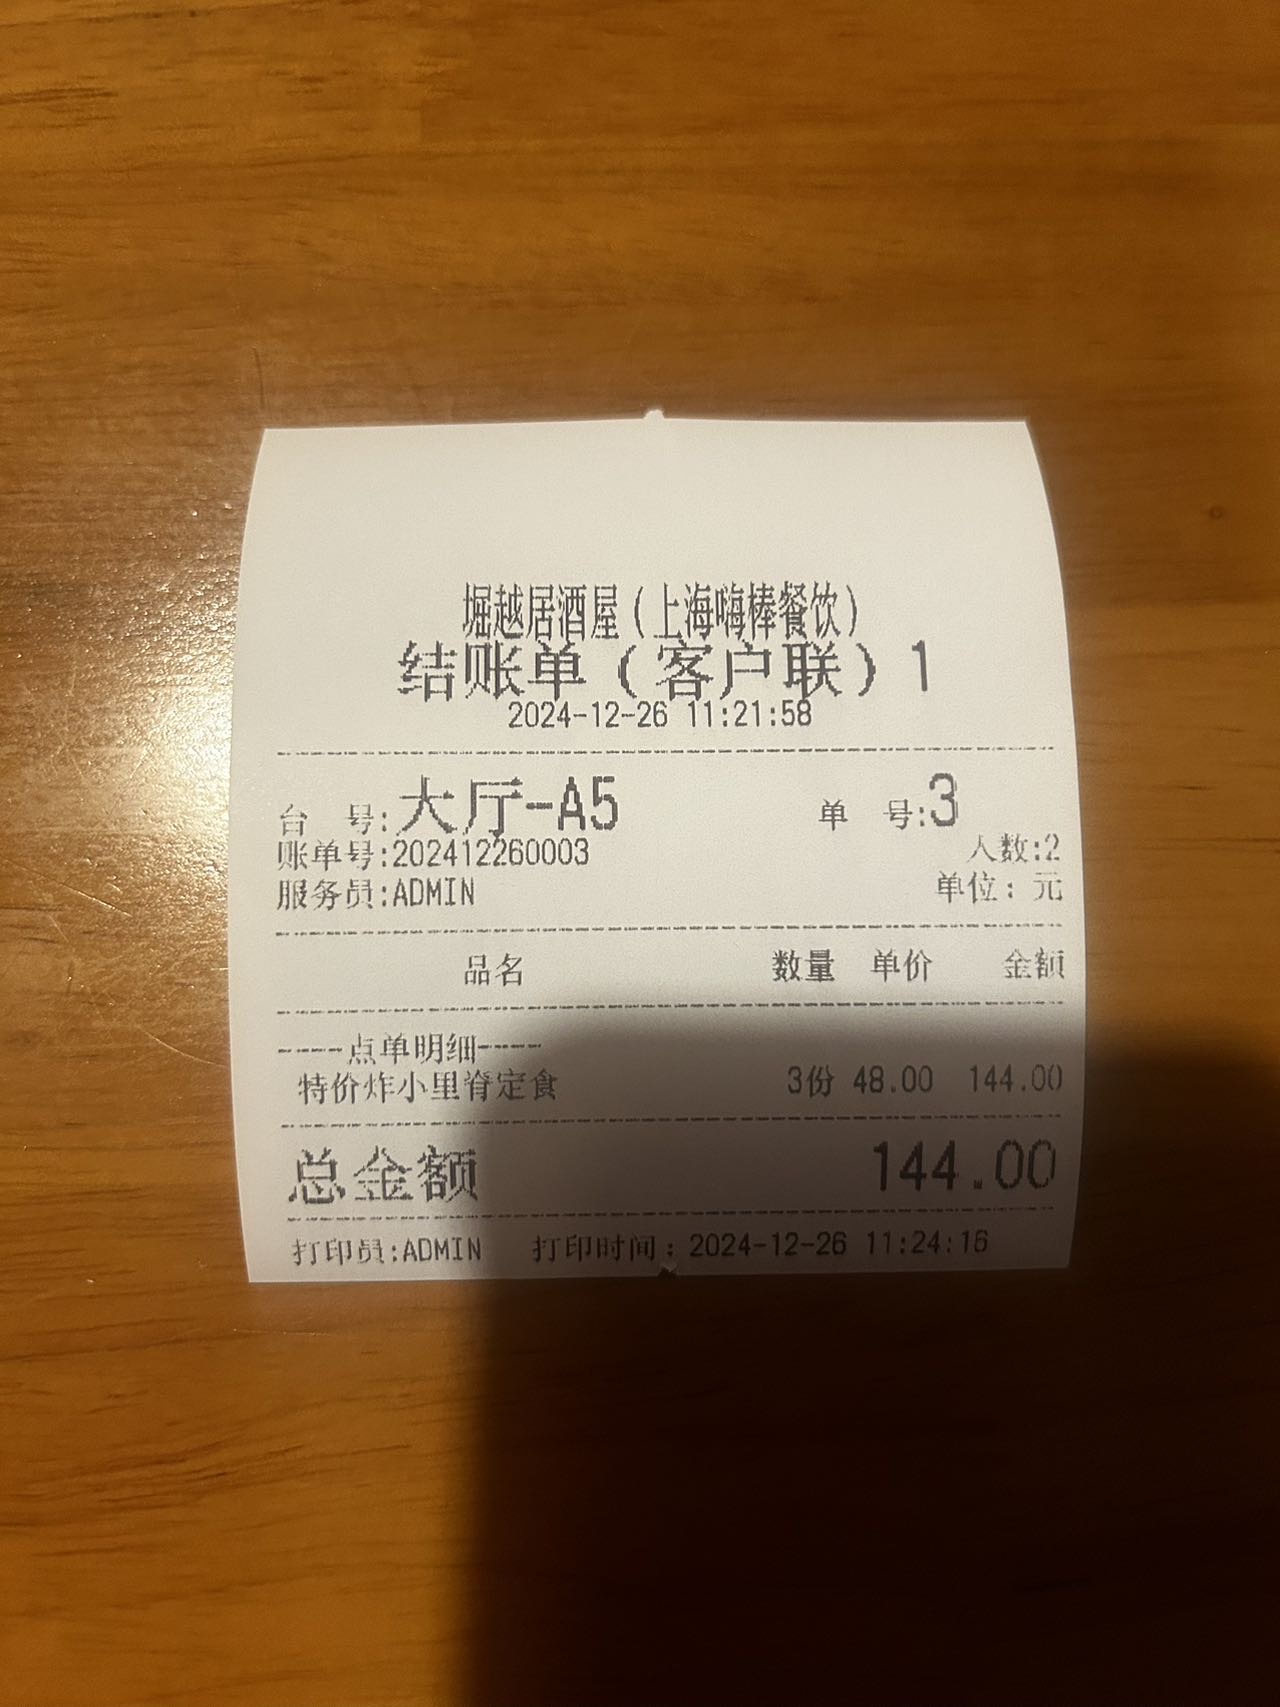 堀越居酒屋(上海嗨棒餐饮)
结账单(客户联)1
2024-12-26 11:21:58
台 号:大厅-A5 单 号:3
账单号:202412260003 人数:2
服务员:ADMIN 单位：元
品名 数量 单价 金额
----点单明细----
特价炸小里脊定食 3份 48.00 144.00
总金额 144.00
打印员:ADMIN 打印时间：2024-12-26 11:24:16